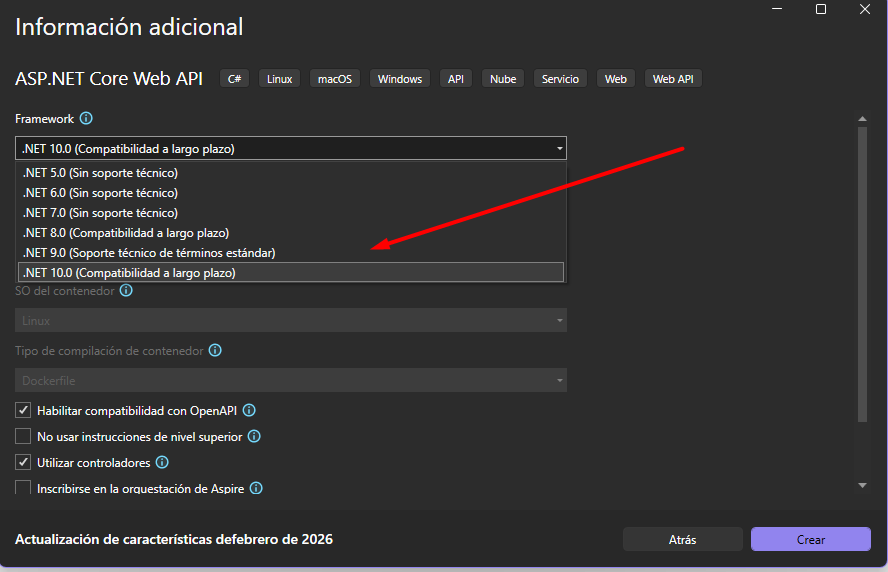 Información adicional
ASP.NET Core Web API C# Linux macOS Windows API Nube Servicio Web Web API
Framework
.NET 10.0 (Compatibilidad a largo plazo)
.NET 5.0 (Sin soporte técnico)
.NET 6.0 (Sin soporte técnico)
.NET 7.0 (Sin soporte técnico)
.NET 8.0 (Compatibilidad a largo plazo)
.NET 9.0 (Soporte técnico de términos estándar)
.NET 10.0 (Compatibilidad a largo plazo)
SO del contenedor
Linux
Tipo de compilación de contenedor
Dockerfile
Habilitar compatibilidad con OpenAPI
No usar instrucciones de nivel superior
Utilizar controladores
Inscribirse en la orquestación de Aspire
Actualización de características defebrero de 2026
Atrás Crear